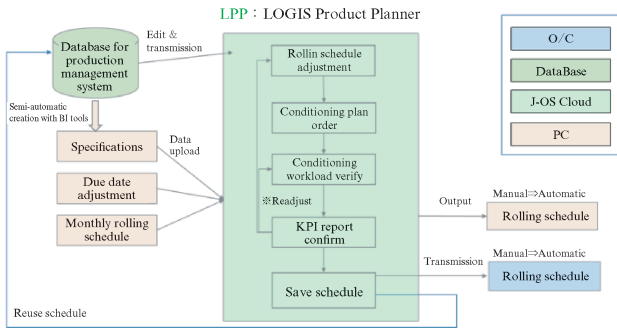 LPP：LOGIS Product Planner
Database for
production
management
system
Edit &
transmission
Semi-automatic
creation with BI tools
Specifications
Data
upload
Due date
adjustment
Monthly rolling
schedule
Rollin schedule
adjustment
Conditioning plan
order
Conditioning
workload verify
※Readjust
KPI report
confirm
Save schedule
O/C
DataBase
J-OS Cloud
PC
Output
Manual⇒Automatic
Rolling schedule
Transmission
Manual⇒Automatic
Rolling schedule
Reuse schedule